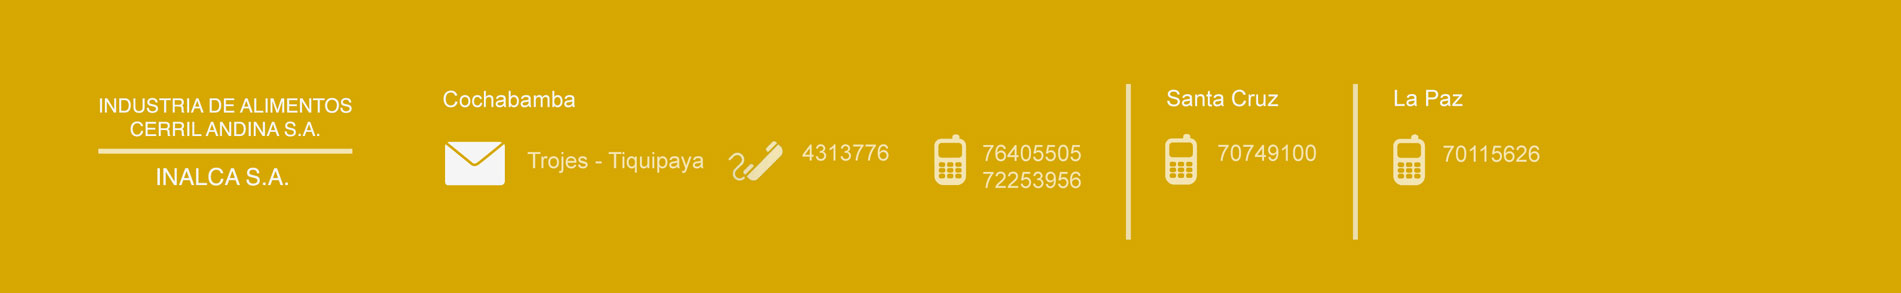 INDUSTRIA DE ALIMENTOS
CERRIL ANDINA S.A.
INALCA S.A.
Cochabamba
Trojes - Tiquipaya
4313776
76405505
72253956
Santa Cruz
70749100
La Paz
70115626